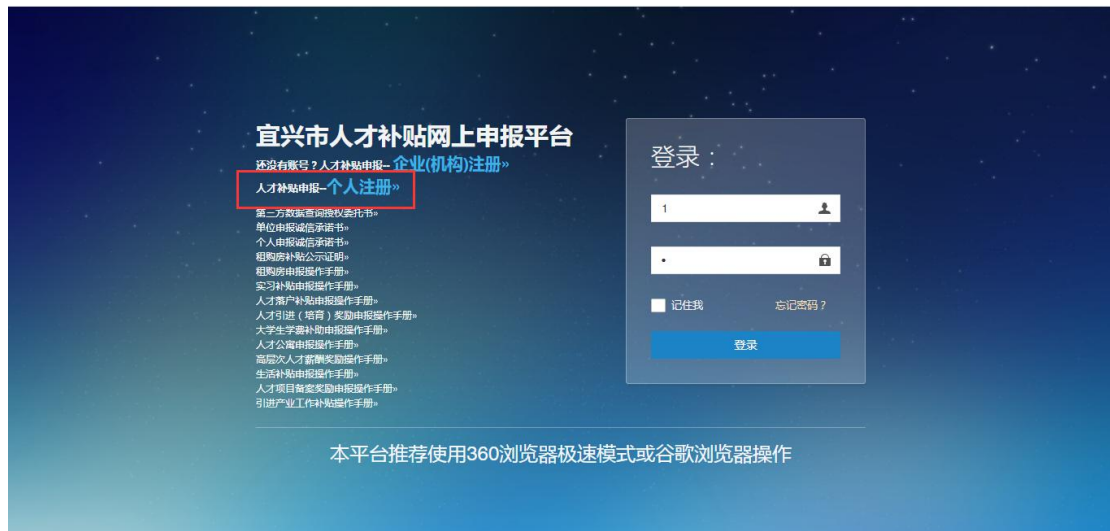 宜兴市人才补贴网上申报平台
还没有账号？人才补贴申报-- 企业(机构)注册»
人才补贴申报--个人注册»
第三方数据查询授权委托书»
单位申报诚信承诺书»
个人申报诚信承诺书»
租购房补贴公示证明»
租购房申报操作手册»
实习补贴申报操作手册»
人才落户补贴申报操作手册»
人才引进（培育）奖励申报操作手册»
大学生学费补助申报操作手册»
人才公寓申报操作手册»
高层次人才薪酬奖励操作手册»
生活补贴申报操作手册»
人才项目备案奖励申报操作手册»
引进产业工作补贴操作手册»
登录：
1
•
记住我 忘记密码？
登录
本平台推荐使用360浏览器极速模式或谷歌浏览器操作